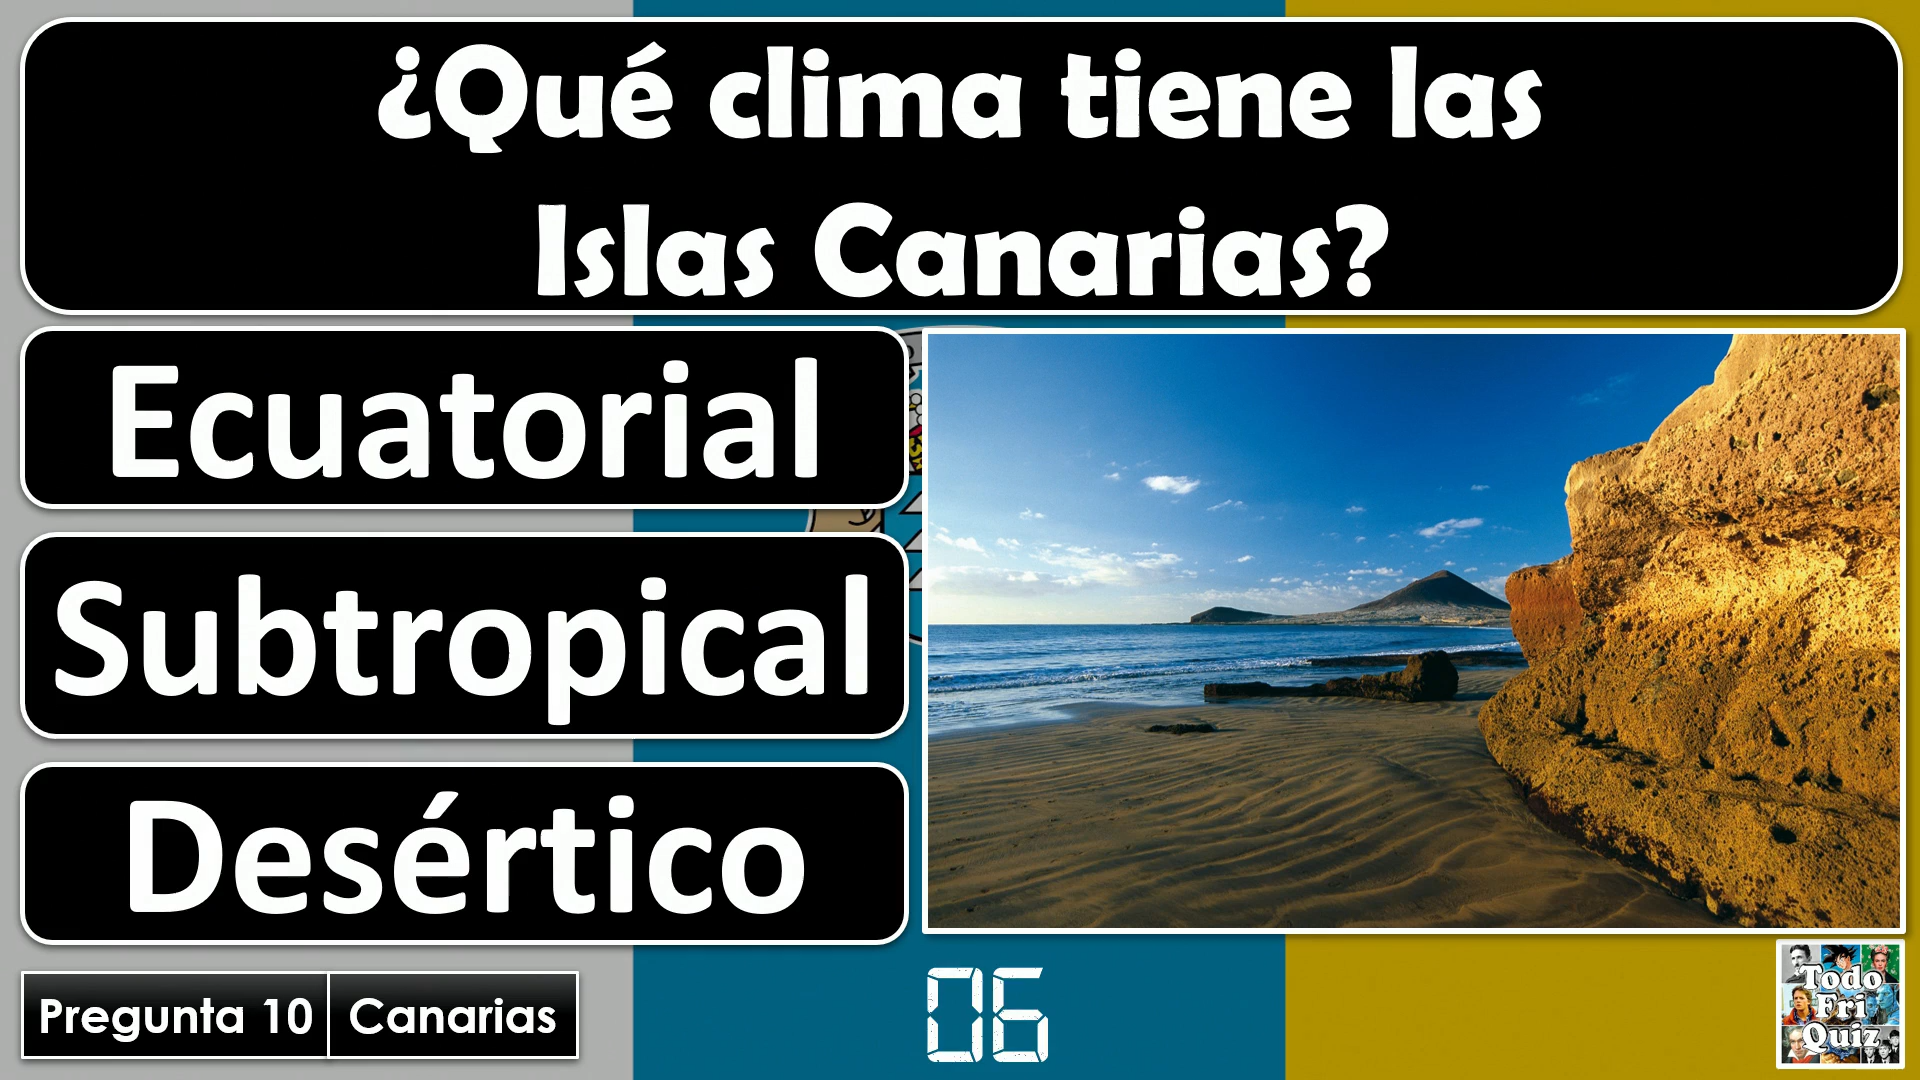 ¿Qué clima tiene las
Islas Canarias?
Ecuatorial
Subtropical
Desértico
Pregunta 10
Canarias
06
Todo
Fri
Quiz